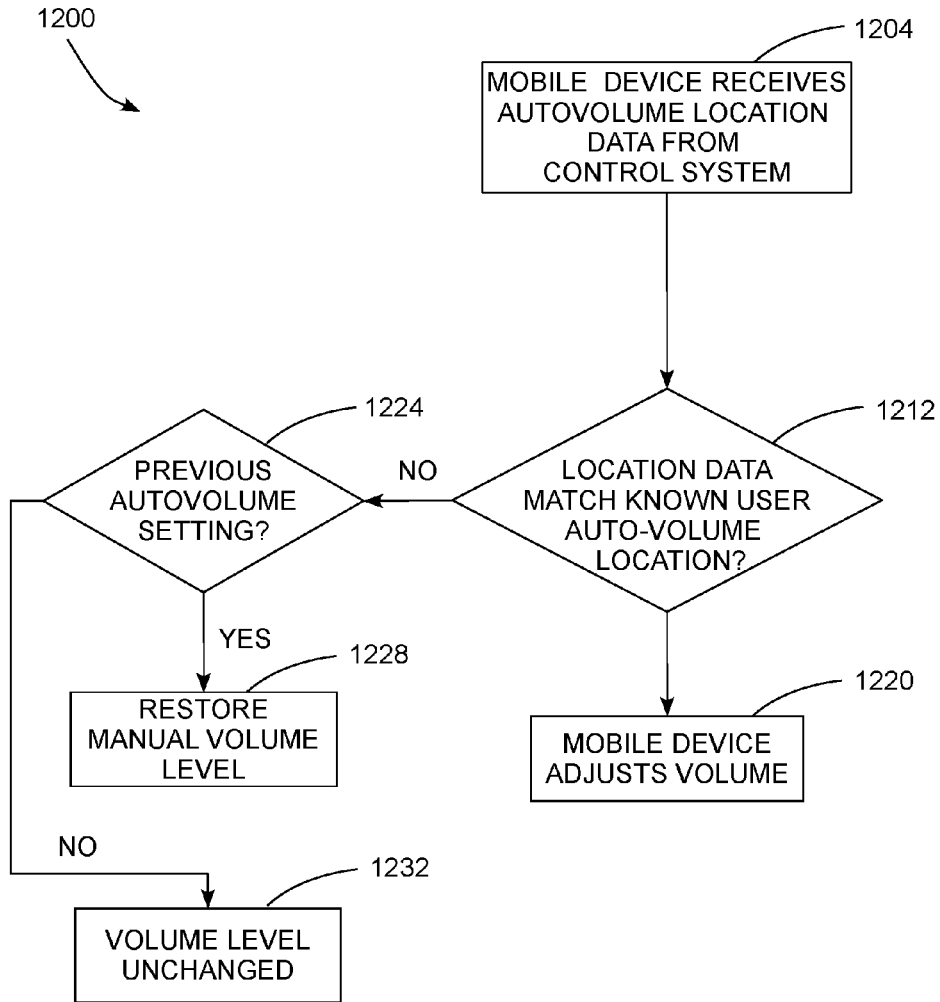 1200
1204
MOBILE DEVICE RECEIVES
AUTOVOLUME LOCATION
DATA FROM
CONTROL SYSTEM
1224
1212
PREVIOUS
AUTOVOLUME
SETTING?
NO
LOCATION DATA
MATCH KNOWN USER
AUTO-VOLUME
LOCATION?
YES
1228
RESTORE
MANUAL VOLUME
LEVEL
1220
MOBILE DEVICE
ADJUSTS VOLUME
NO
1232
VOLUME LEVEL
UNCHANGED